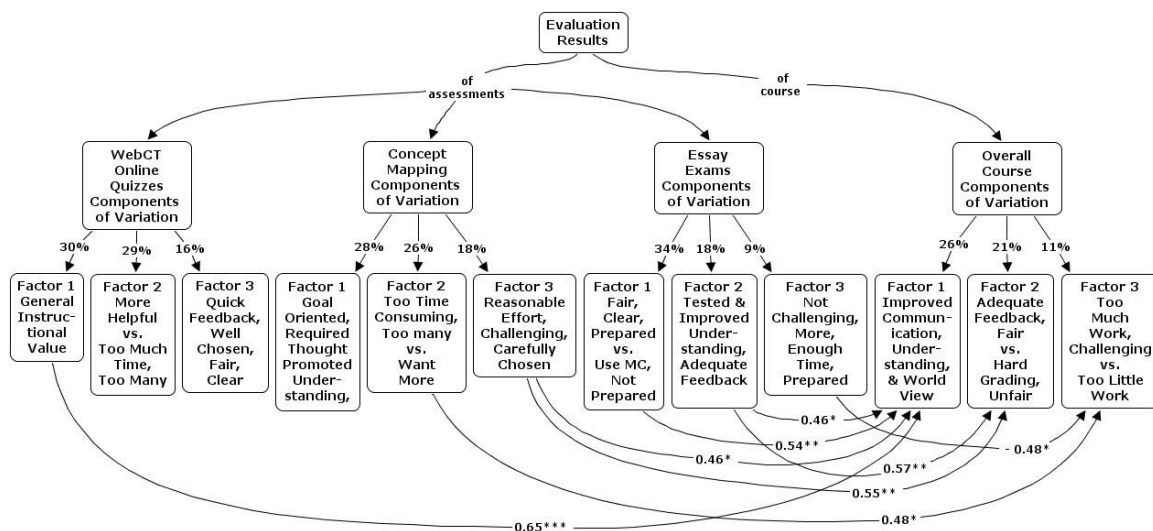 Evaluation
Results
of
assessments
of
course
WebCT
Online
Quizzes
Components
of Variation
Concept
Mapping
Components
of Variation
Essay
Exams
Components
of Variation
Overall
Course
Components
of Variation
30%
29%
16%
28%
26%
18%
34%
18%
9%
26%
21%
11%
Factor 1
General
Instruc-
tional
Value
Factor 2
More
Helpful
vs.
Too Much
Time,
Too Many
Factor 3
Quick
Feedback,
Well
Chosen,
Fair,
Clear
Factor 1
Goal
Oriented,
Required
Thought
Promoted
Under-
standing,
Factor 2
Too Time
Consuming,
Too many
vs.
Want
More
Factor 3
Reasonable
Effort,
Challenging,
Carefully
Chosen
Factor 1
Fair,
Clear,
Prepared
vs.
Use MC,
Not
Prepared
Factor 2
Tested &
Improved
Under-
standing,
Adequate
Feedback
Factor 3
Not
Challenging,
More,
Enough
Time,
Prepared
Factor 1
Improved
Commun-
ication,
Under-
standing,
& World
View
Factor 2
Adequate
Feedback,
Fair
vs.
Hard
Grading,
Unfair
Factor 3
Too
Much
Work,
Challenging
vs.
Too Little
Work
0.46*
0.54**
- 0.48*
0.46*
0.57**
0.55**
0.48*
0.65***